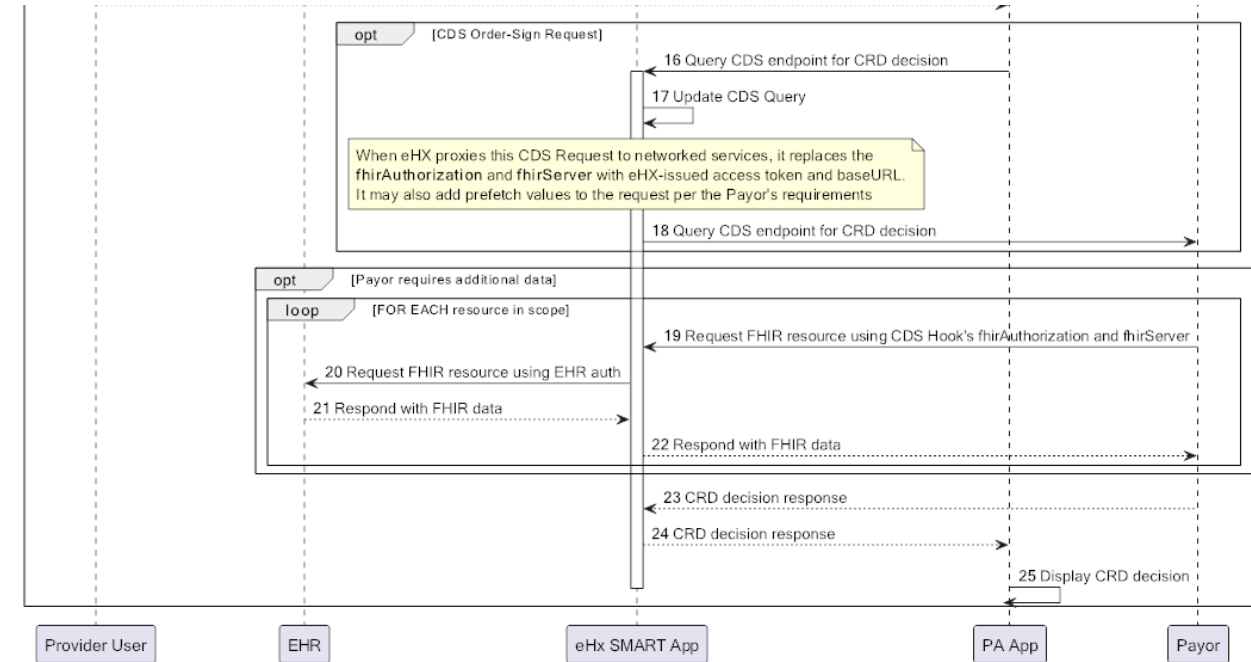 opt [CDS Order-Sign Request]
16 Query CDS endpoint for CRD decision
17 Update CDS Query
When eHX proxies this CDS Request to networked services, it replaces the
fhirAuthorization and fhirServer with eHX-issued access token and baseURL.
It may also add prefetch values to the request per the Payor's requirements
18 Query CDS endpoint for CRD decision
opt [Payor requires additional data]
loop [FOR EACH resource in scope]
19 Request FHIR resource using CDS Hook's fhirAuthorization and fhirServer
20 Request FHIR resource using EHR auth
21 Respond with FHIR data
22 Respond with FHIR data
23 CRD decision response
24 CRD decision response
25 Display CRD decision
Provider User EHR eHx SMART App PA App Payor